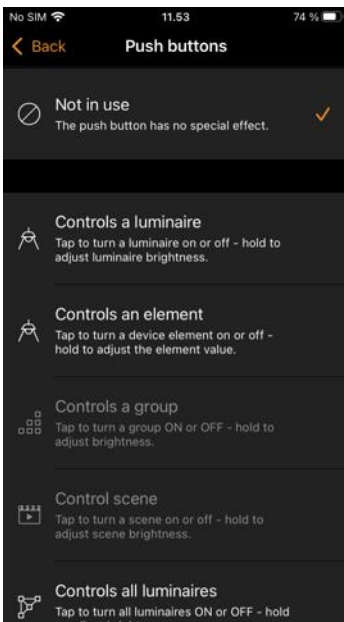 No SIM 11.53 74 %
Back Push buttons
Not in use
The push button has no special effect.
Controls a luminaire
Tap to turn a luminaire on or off - hold to
adjust luminaire brightness.
Controls an element
Tap to turn a device element on or off -
hold to adjust the element value.
Controls a group
Tap to turn a group ON or OFF - hold to
adjust brightness.
Control scene
Tap to turn a scene on or off - hold to
adjust scene brightness.
Controls all luminaires
Tap to turn all luminaires ON or OFF - hold